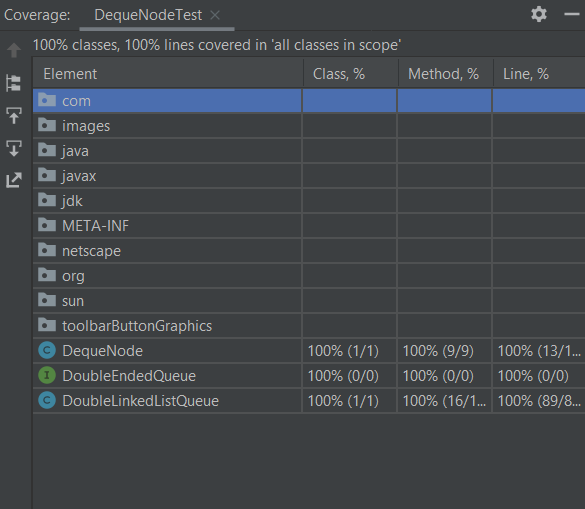 Coverage: DequeNodeTest
100% classes, 100% lines covered in 'all classes in scope'
Element Class, % Method, % Line, %
com
images
java
javax
jdk
META-INF
netscape
org
sun
toolbarButtonGraphics
C DequeNode 100% (1/1) 100% (9/9) 100% (13/1...
I DoubleEndedQueue 100% (0/0) 100% (0/0) 100% (0/0)
C DoubleLinkedListQueue 100% (1/1) 100% (16/1... 100% (89/8...